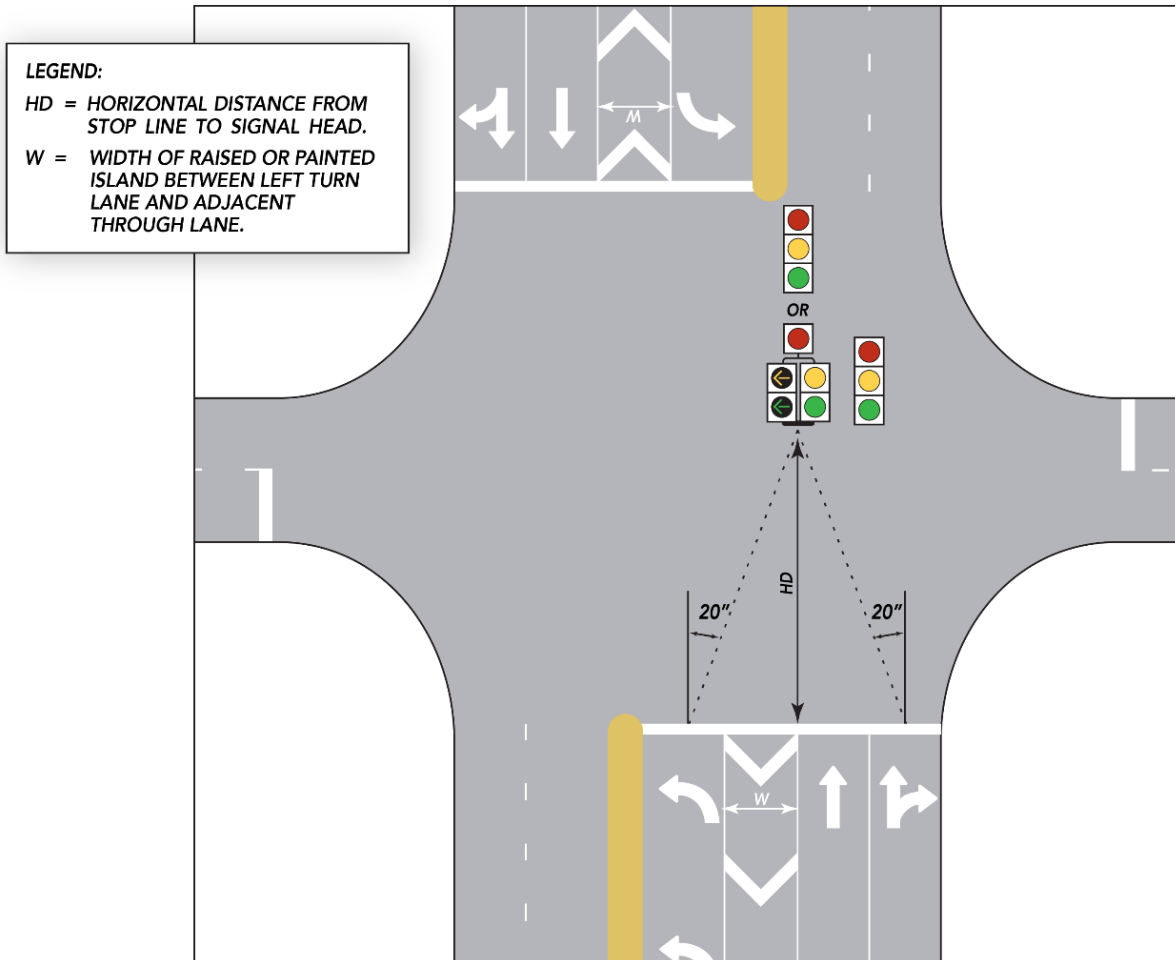 LEGEND:
HD = HORIZONTAL DISTANCE FROM
STOP LINE TO SIGNAL HEAD.
W = WIDTH OF RAISED OR PAINTED
ISLAND BETWEEN LEFT TURN
LANE AND ADJACENT
THROUGH LANE.
W
OR
HD
20″
20″
W